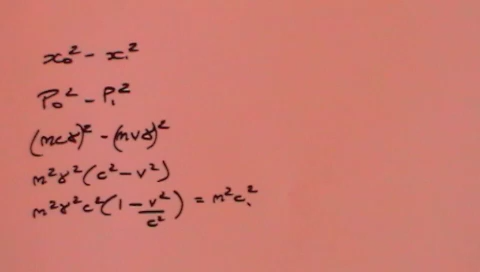 x₀² - x₁²
P₀² - P₁²
(mcγ)² - (mvγ)²
m²γ²(c² - v²)
m²γ²c²(1 - v²/c²) = m²c².